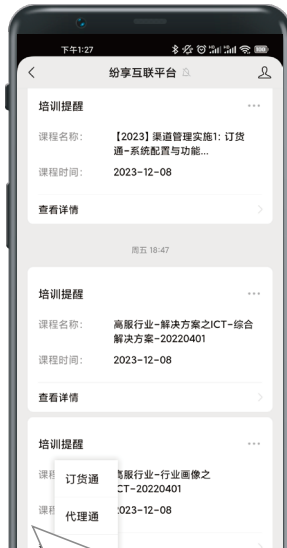 下午1:27
纷享互联平台
培训提醒
课程名称: 【2023】渠道管理实施1: 订货
通-系统配置与功能...
课程时间: 2023-12-08
查看详情
周五 18:47
培训提醒
课程名称: 高服行业-解决方案之ICT-综合
解决方案-20220401
课程时间: 2023-12-08
查看详情
培训提醒
课程 高服行业-行业画像之
订货通
ICT-20220401
课程 2023-12-08
代理通